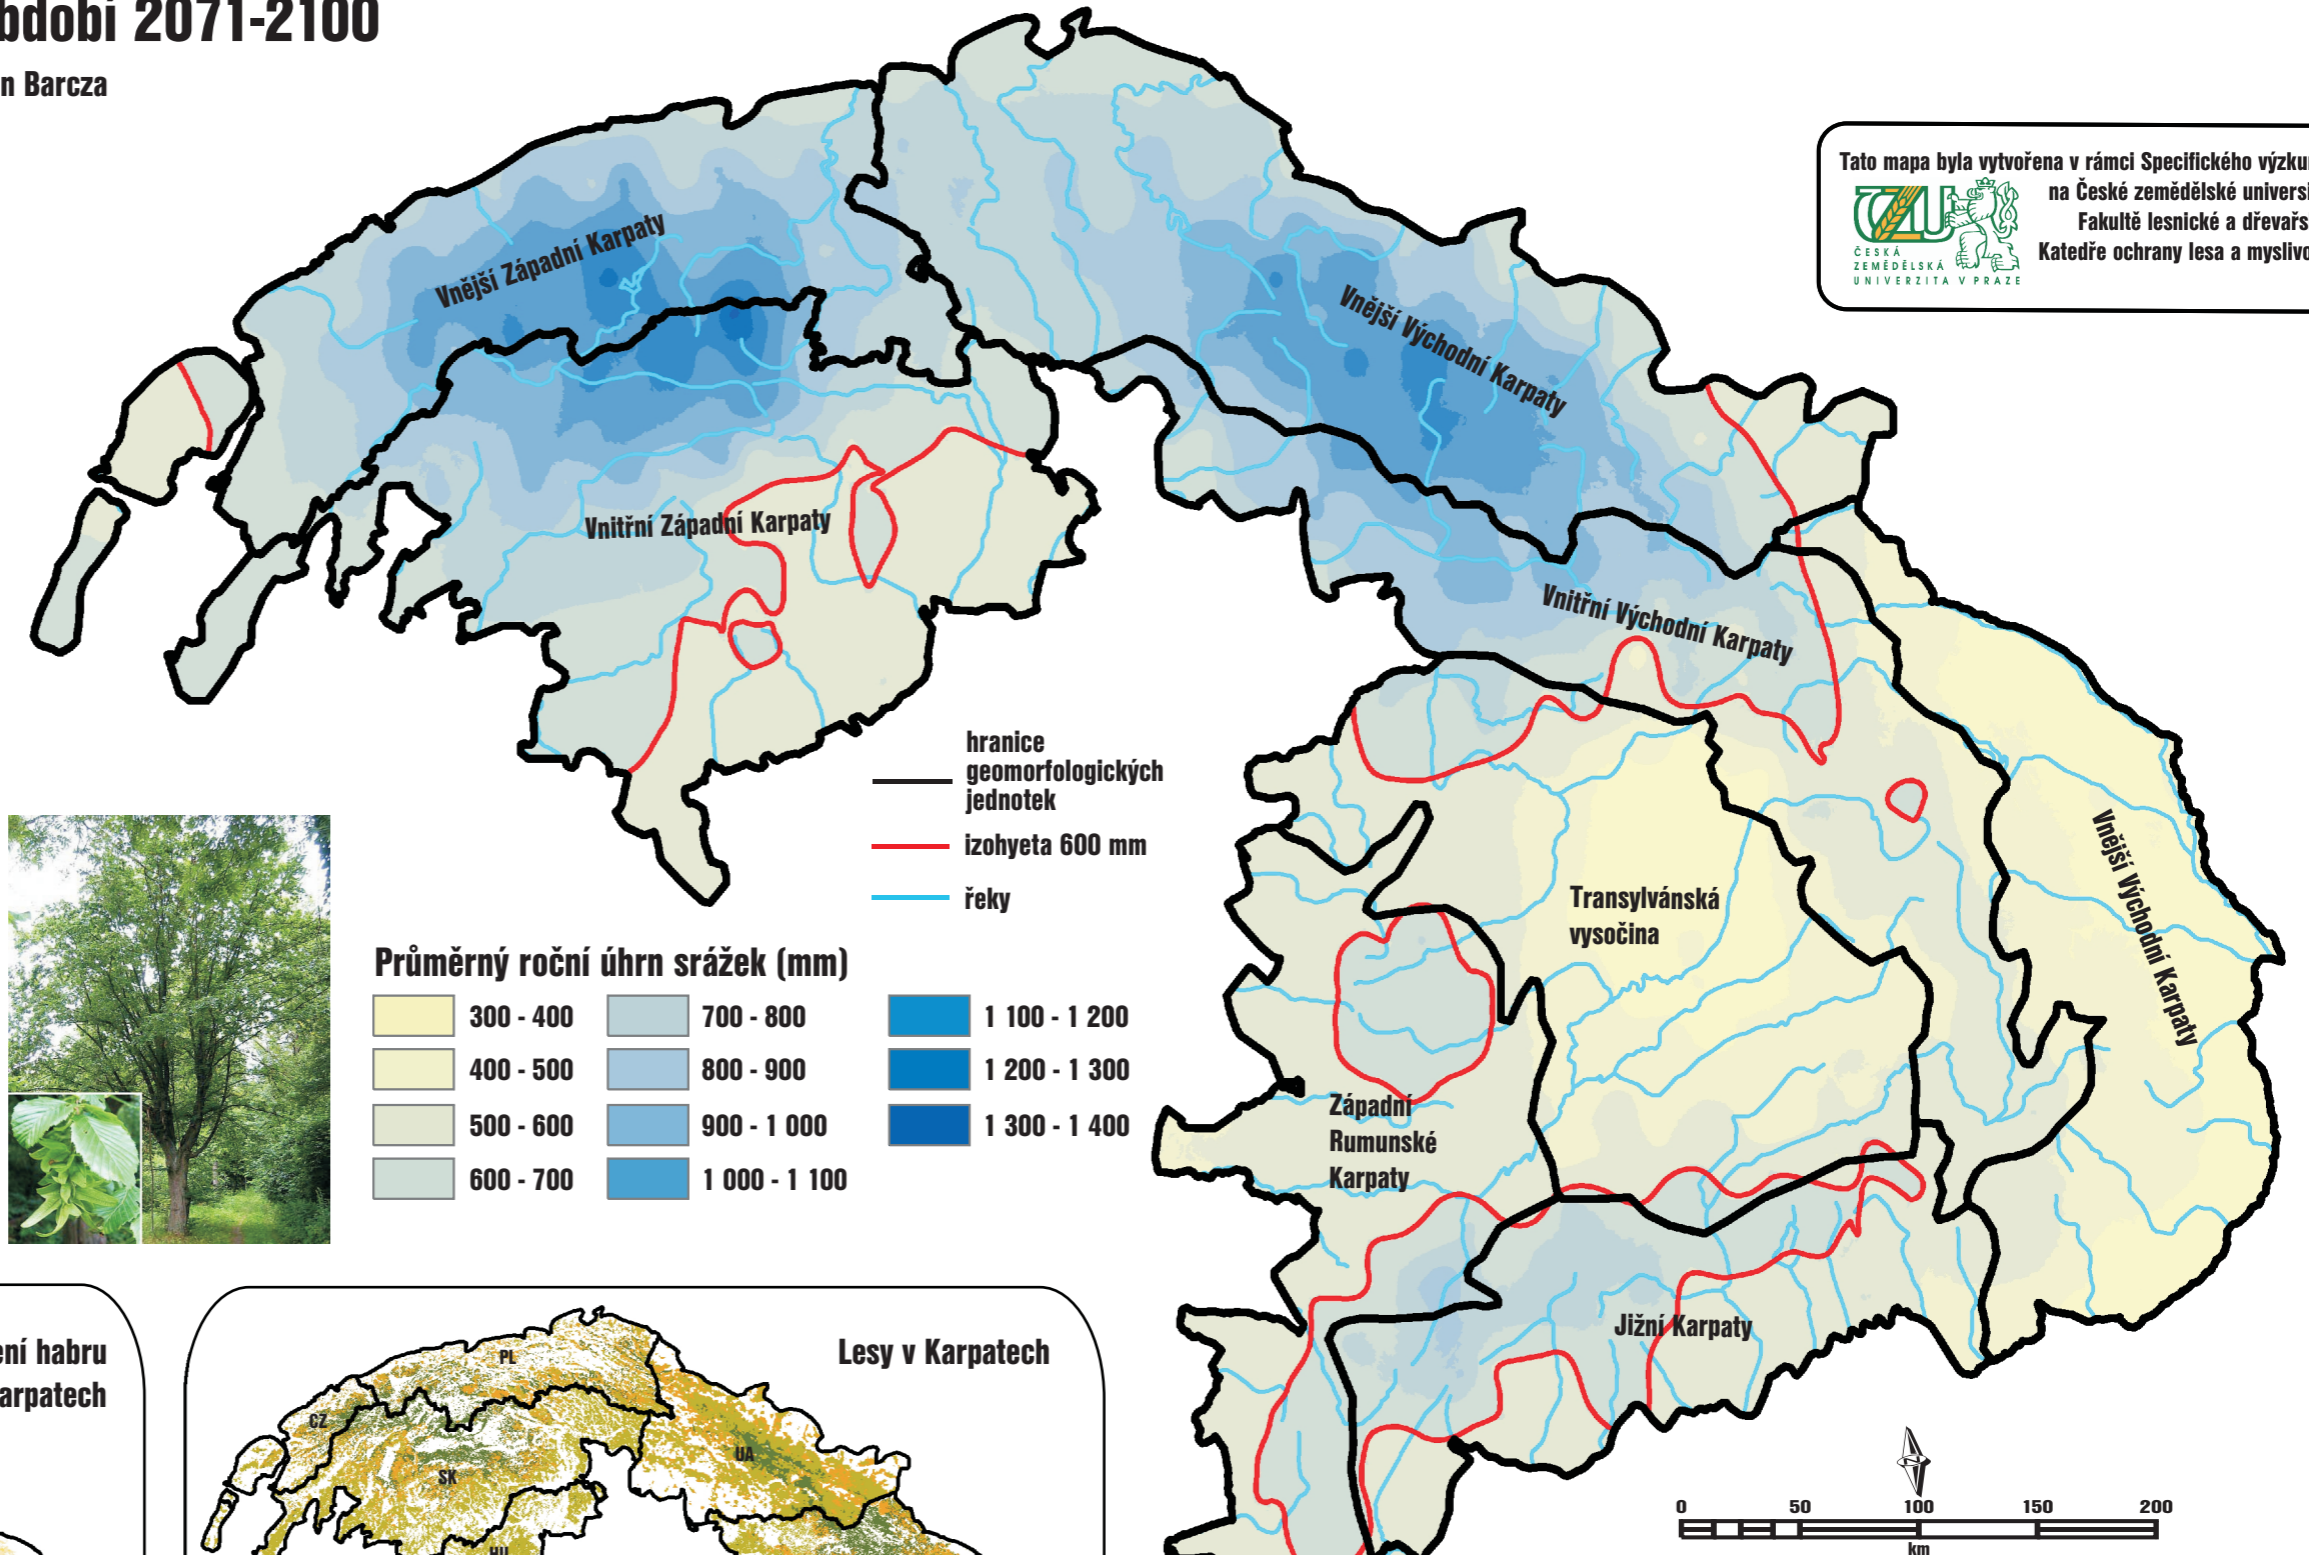 bdobí 2071-2100
n Barcza
Tato mapa byla vytvořena v rámci Specifického
na České zemědělské
Fakultě lesnické a
Katedře ochrany lesa a
ČZU
ČESKÁ
ZEMĚDĚLSKÁ
UNIVERZITA V PRAZE
Vnější Západní Karpaty
Vnější Východní Karpaty
Vnitřní Západní Karpaty
Vnitřní Východní Karpaty
Vnější Východní Karpaty
Transylvánská
vysočina
Západní
Rumunské
Karpaty
Jižní Karpaty
hranice
geomorfologických
jednotek
izohyeta 600 mm
řeky
Průměrný roční úhrn srážek (mm)
300 - 400
400 - 500
500 - 600
600 - 700
700 - 800
800 - 900
900 - 1 000
1 000 - 1 100
1 100 - 1 200
1 200 - 1 300
1 300 - 1 400
ení habru
arpatech
Lesy v Karpatech
PL
CZ
SK
UA
HU
0 50 100 150 200
km